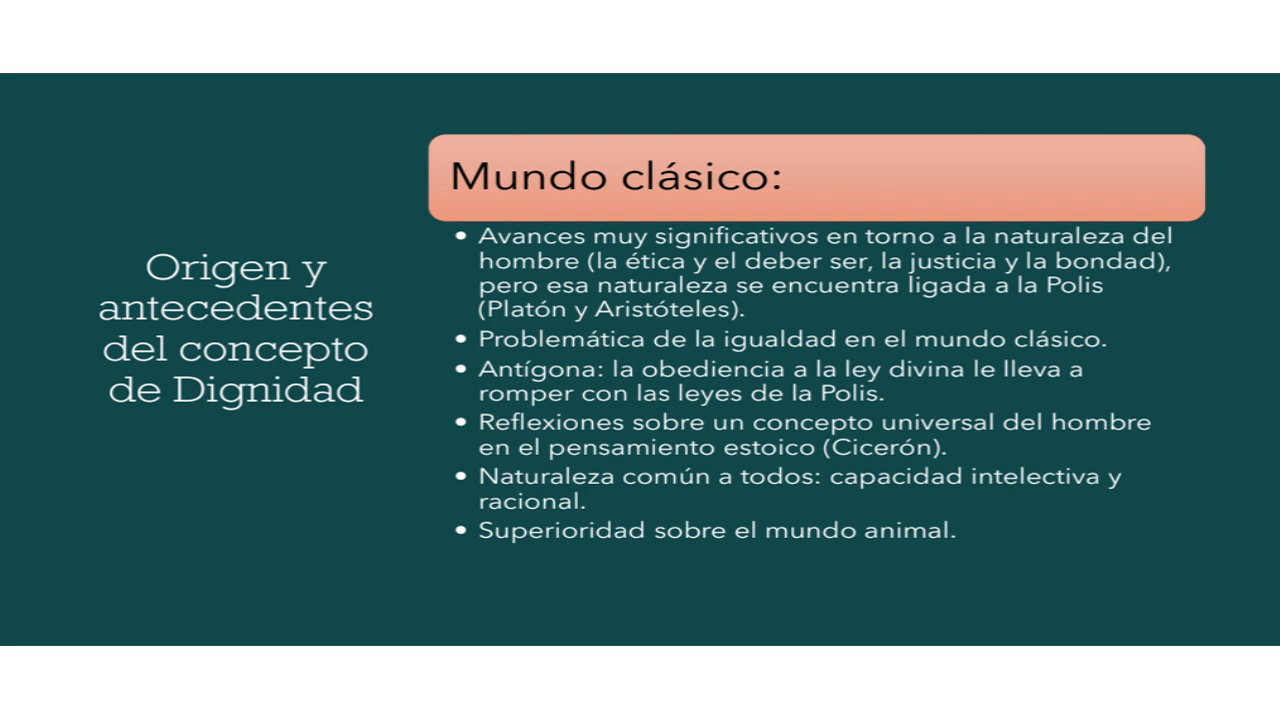 Origen y
antecedentes
del concepto
de Dignidad
Mundo clásico:
• Avances muy significativos en torno a la naturaleza del
hombre (la ética y el deber ser, la justicia y la bondad),
pero esa naturaleza se encuentra ligada a la Polis
(Platón y Aristóteles).
• Problemática de la igualdad en el mundo clásico.
• Antígona: la obediencia a la ley divina le lleva a
romper con las leyes de la Polis.
• Reflexiones sobre un concepto universal del hombre
en el pensamiento estoico (Cicerón).
• Naturaleza común a todos: capacidad intelectiva y
racional.
• Superioridad sobre el mundo animal.